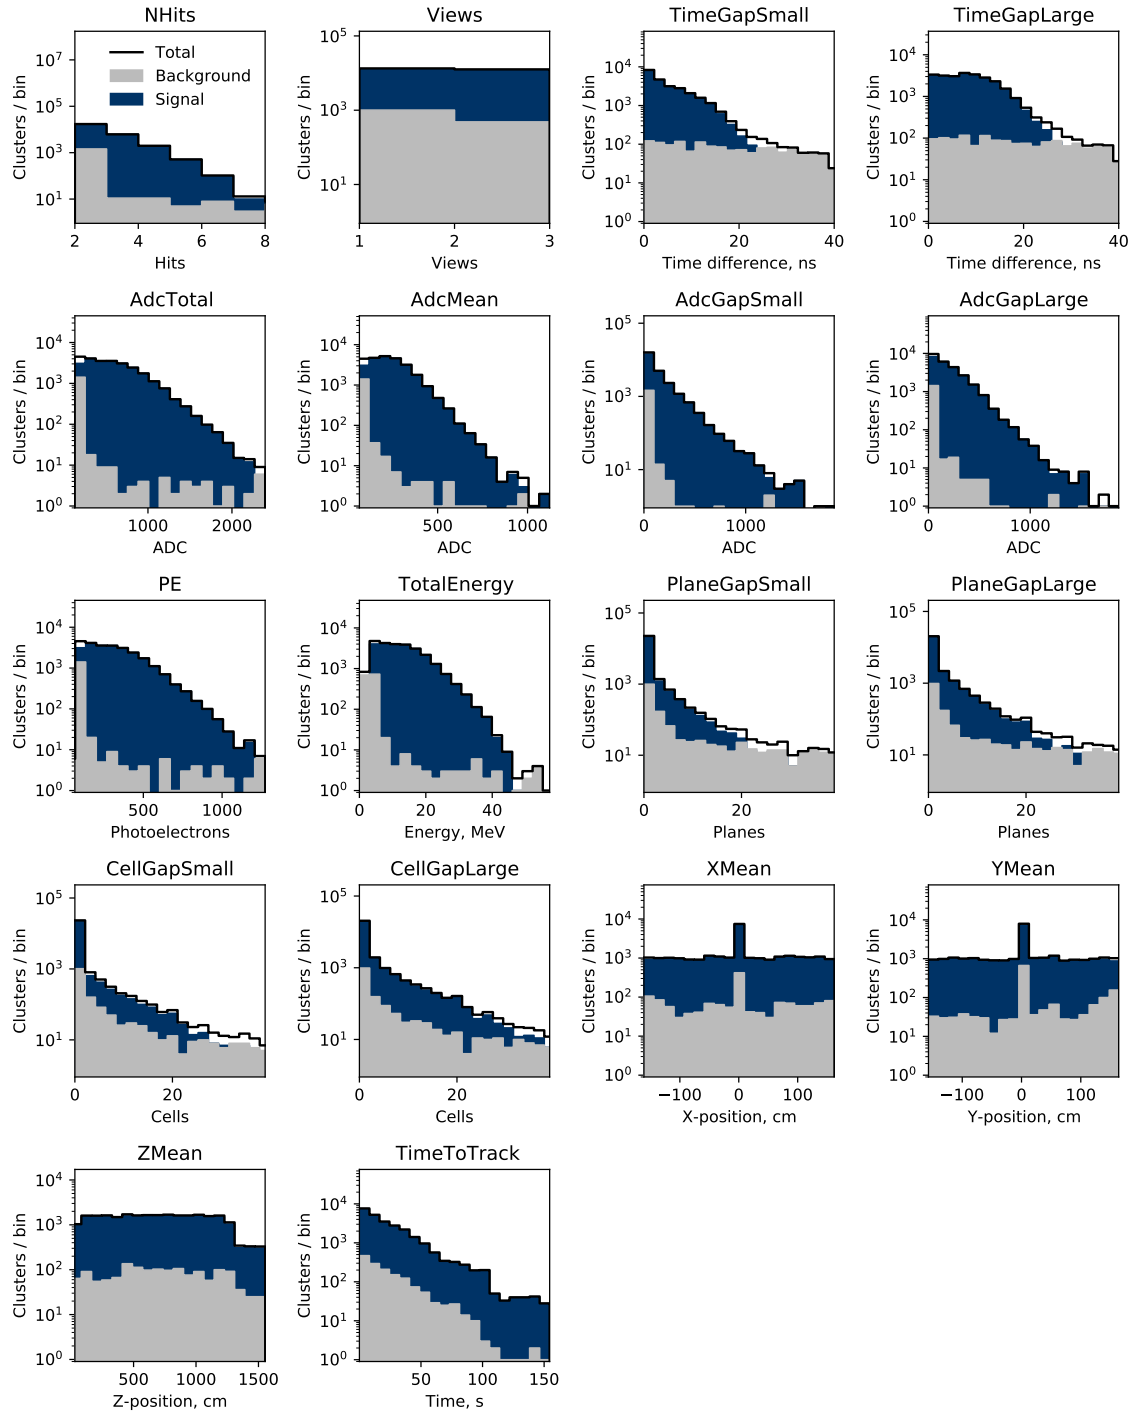 NHits
Clusters / bin
10^7
10^5
10^3
10^1
Total
Background
Signal
2 4 6 8
Hits
Views
Clusters / bin
10^5
10^3
10^1
1 2 3
Views
TimeGapSmall
Clusters / bin
10^4
10^3
10^2
10^1
10^0
0 20 40
Time difference, ns
TimeGapLarge
Clusters / bin
10^4
10^3
10^2
10^1
10^0
0 20 40
Time difference, ns
AdcTotal
Clusters / bin
10^4
10^3
10^2
10^1
10^0
1000 2000
ADC
AdcMean
Clusters / bin
10^4
10^3
10^2
10^1
10^0
500 1000
ADC
AdcGapSmall
Clusters / bin
10^5
10^3
10^1
0 1000
ADC
AdcGapLarge
Clusters / bin
10^4
10^3
10^2
10^1
10^0
0 1000
ADC
PE
Clusters / bin
10^4
10^3
10^2
10^1
10^0
500 1000
Photoelectrons
TotalEnergy
Clusters / bin
10^4
10^3
10^2
10^1
10^0
0 20 40
Energy, MeV
PlaneGapSmall
Clusters / bin
10^5
10^3
10^1
0 20
Planes
PlaneGapLarge
Clusters / bin
10^5
10^3
10^1
0 20
Planes
CellGapSmall
Clusters / bin
10^5
10^3
10^1
0 20
Cells
CellGapLarge
Clusters / bin
10^5
10^3
10^1
0 20
Cells
XMean
Clusters / bin
10^4
10^3
10^2
10^1
10^0
−100 0 100
X-position, cm
YMean
Clusters / bin
10^4
10^3
10^2
10^1
10^0
−100 0 100
Y-position, cm
ZMean
Clusters / bin
10^4
10^3
10^2
10^1
10^0
500 1000 1500
Z-position, cm
TimeToTrack
Clusters / bin
10^4
10^3
10^2
10^1
10^0
50 100 150
Time, s